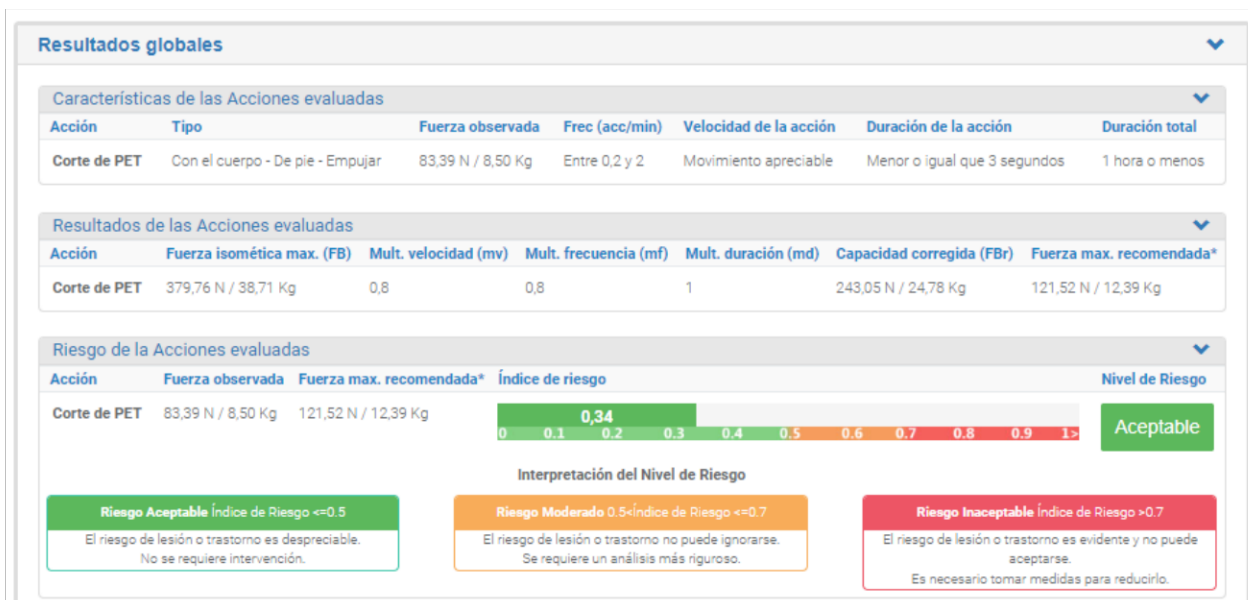 Resultados globales
Características de las Acciones evaluadas
Acción Tipo Fuerza observada Frec (acc/min) Velocidad de la acción Duración de la acción Duración total
Corte de PET Con el cuerpo - De pie - Empujar 83,39 N / 8,50 Kg Entre 0,2 y 2 Movimiento apreciable Menor o igual que 3 segundos 1 hora o menos
Resultados de las Acciones evaluadas
Acción Fuerza isomética max. (FB) Mult. velocidad (mv) Mult. frecuencia (mf) Mult. duración (md) Capacidad corregida (FBr) Fuerza max. recomendada*
Corte de PET 379,76 N / 38,71 Kg 0,8 0,8 1 243,05 N / 24,78 Kg 121,52 N / 12,39 Kg
Riesgo de la Acciones evaluadas
Acción Fuerza observada Fuerza max. recomendada* Índice de riesgo Nivel de Riesgo
Corte de PET 83,39 N / 8,50 Kg 121,52 N / 12,39 Kg 0,34 Aceptable
0 0.1 0.2 0.3 0.4 0.5 0.6 0.7 0.8 0.9 1>
Interpretación del Nivel de Riesgo
Riesgo Aceptable Índice de Riesgo <=0.5
El riesgo de lesión o trastorno es despreciable.
No se requiere intervención.
Riesgo Moderado 0.5<Índice de Riesgo <=0.7
El riesgo de lesión o trastorno no puede ignorarse.
Se requiere un análisis más riguroso.
Riesgo Inaceptable Índice de Riesgo >0.7
El riesgo de lesión o trastorno es evidente y no puede
aceptarse.
Es necesario tomar medidas para reducirlo.